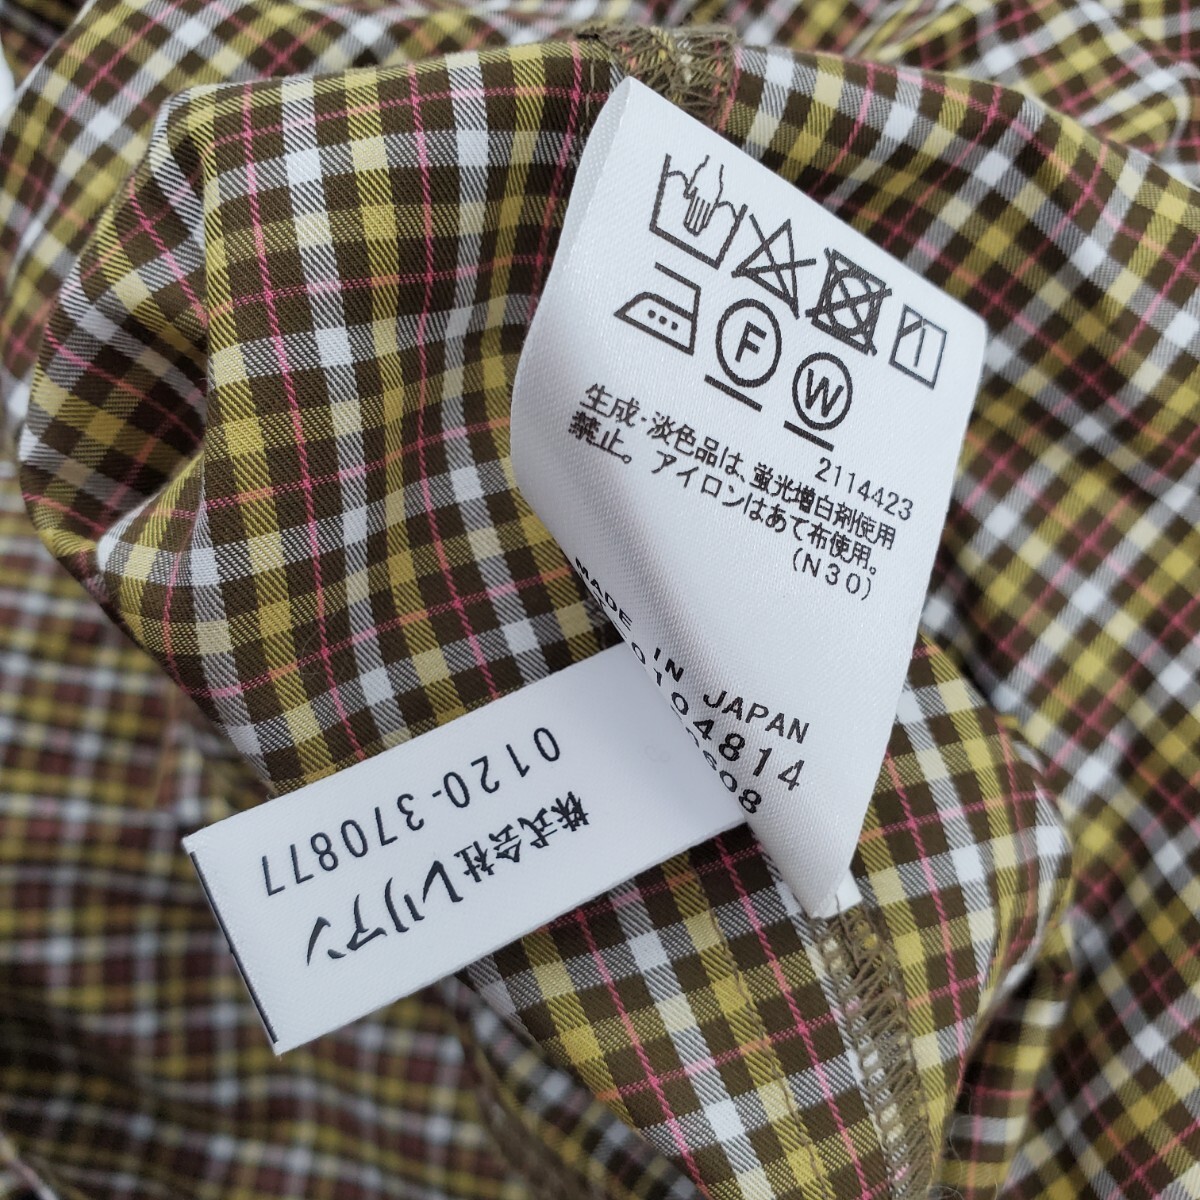 F
W
2114423
生成・淡色品は、蛍光増白剤使用
禁止。アイロンはあて布使用。
(N30)
MADE IN JAPAN
0104814
608
株式会社レリアン
0120-370877